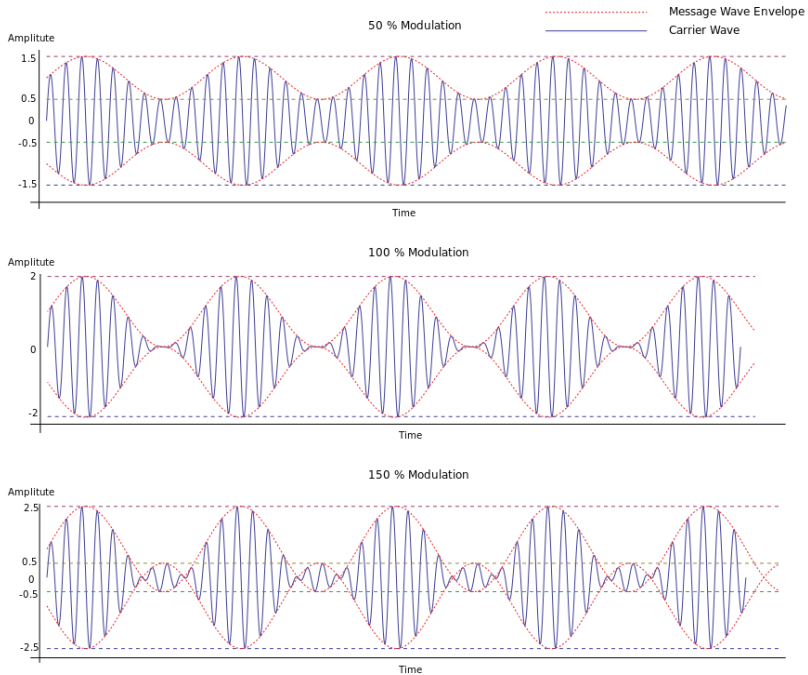 Message Wave Envelope
50 % Modulation
Carrier Wave
Amplitute
1.5
0.5
0
-0.5
-1.5
Time
100 % Modulation
Amplitute
2
0
-2
Time
150 % Modulation
Amplitute
2.5
0.5
0
-0.5
-2.5
Time